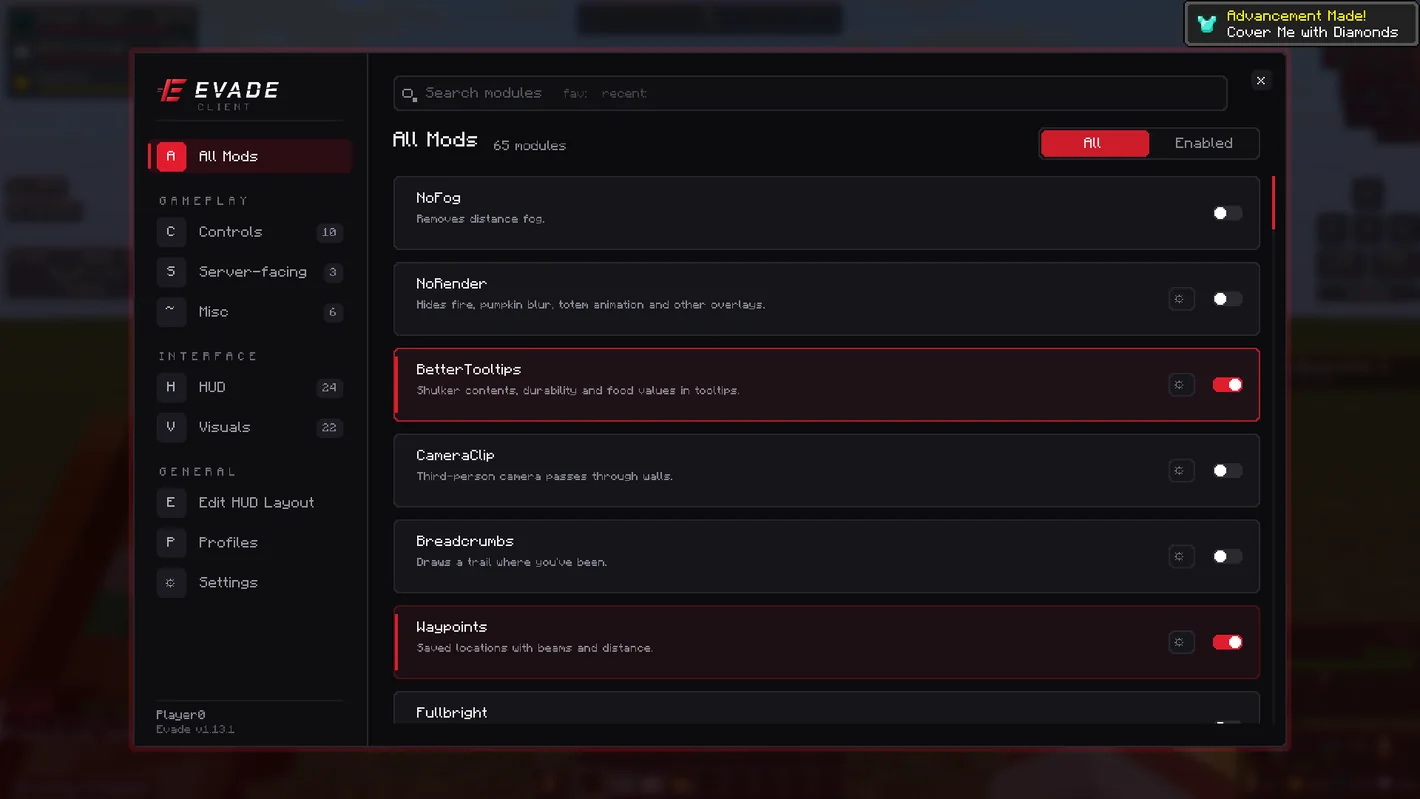 Advancement Made!
Cover Me with Diamonds
EVADE
CLIENT
Search modules fav: recent
All Mods 65 modules
All Enabled
A All Mods
GAMEPLAY
C Controls 10
S Server-facing 3
~ Misc 6
INTERFACE
H HUD 24
V Visuals 22
GENERAL
E Edit HUD Layout
P Profiles
Settings
Player0
Evade v1.13.1
NoFog
Removes distance fog.
NoRender
Hides fire, pumpkin blur, totem animation and other overlays.
BetterTooltips
Shulker contents, durability and food values in tooltips.
CameraClip
Third-person camera passes through walls.
Breadcrumbs
Draws a trail where you've been.
Waypoints
Saved locations with beams and distance.
Fullbright